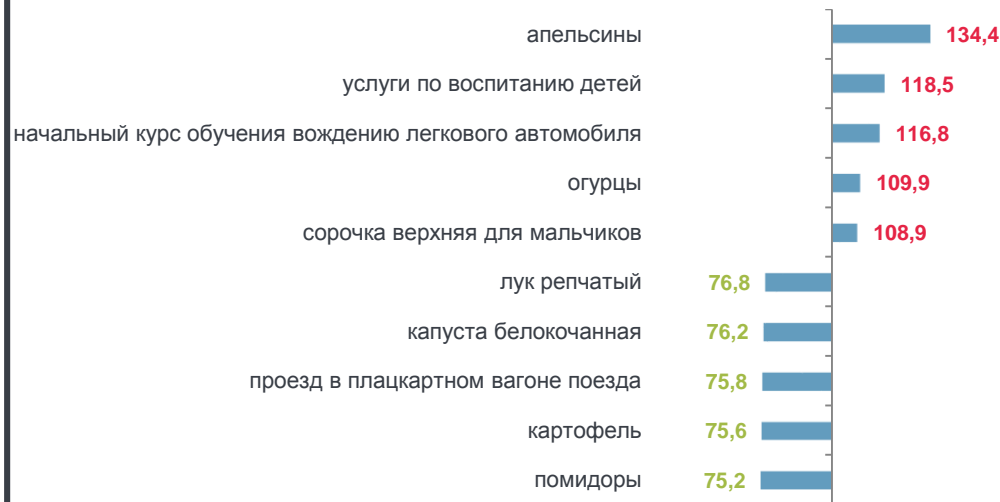 апельсины 134,4
услуги по воспитанию детей 118,5
начальный курс обучения вождению легкового автомобиля 116,8
огурцы 109,9
сорочка верхняя для мальчиков 108,9
лук репчатый 76,8
капуста белокочанная 76,2
проезд в плацкартном вагоне поезда 75,8
картофель 75,6
помидоры 75,2